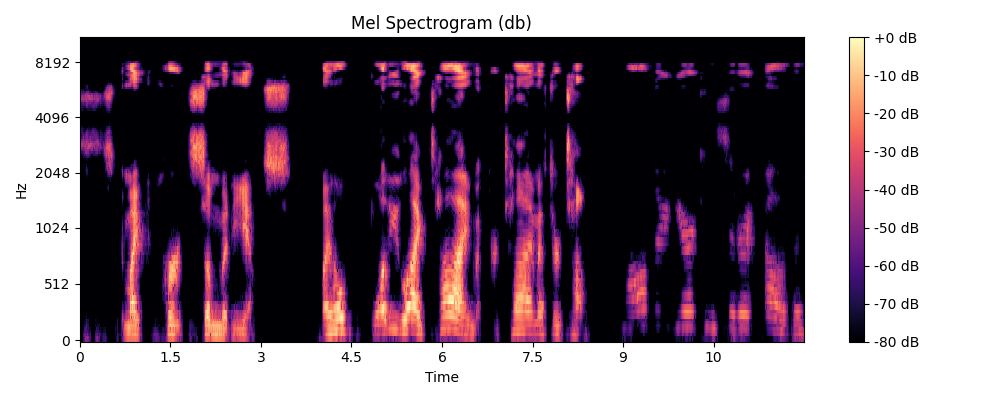 Mel Spectrogram (db)
8192
4096
2048
1024
512
0
Hz
0 1.5 3 4.5 6 7.5 9 10
Time
+0 dB
-10 dB
-20 dB
-30 dB
-40 dB
-50 dB
-60 dB
-70 dB
-80 dB